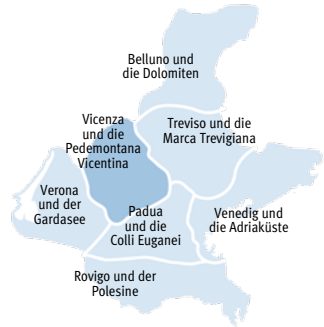 Belluno und
die Dolomiten
Vicenza
und die
Pedemontana
Vicentina
Treviso und die
Marca Trevigiana
Verona
und der
Gardasee
Padua
und die
Colli Euganei
Venedig und
die Adriaküste
Rovigo und der
Polesine